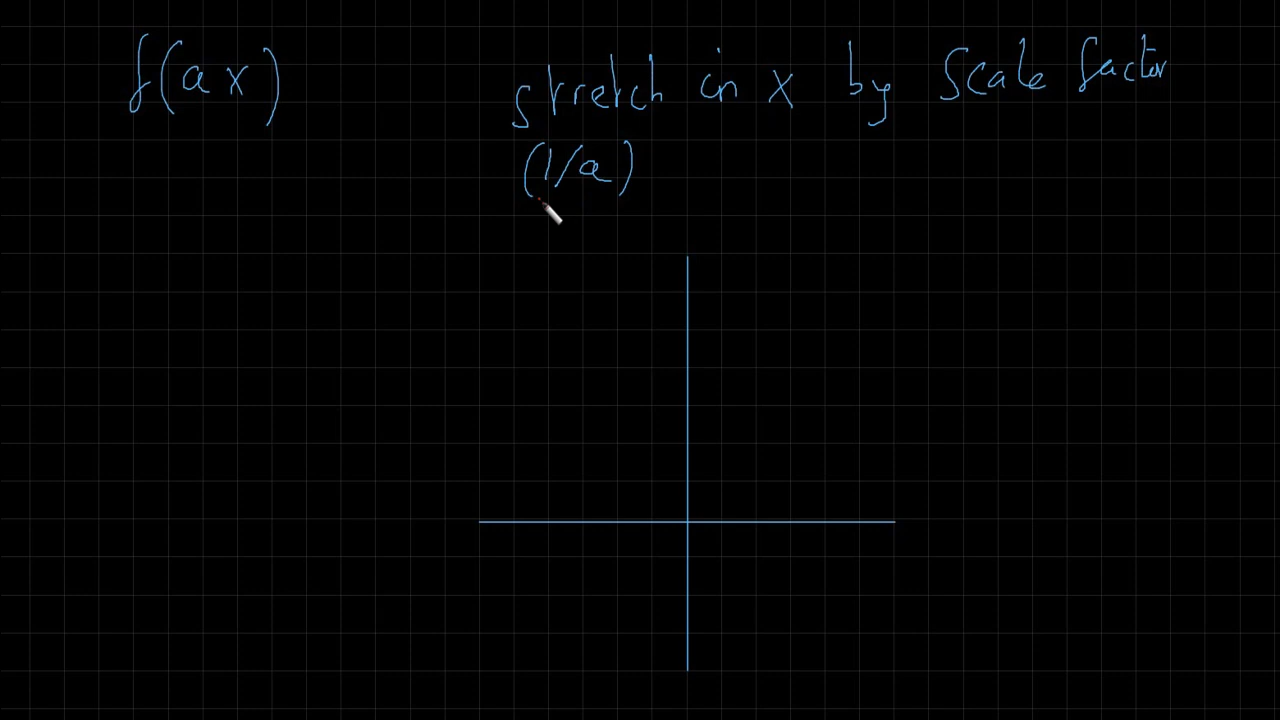 f(ax)
stretch in x by scale factor
(1/a)